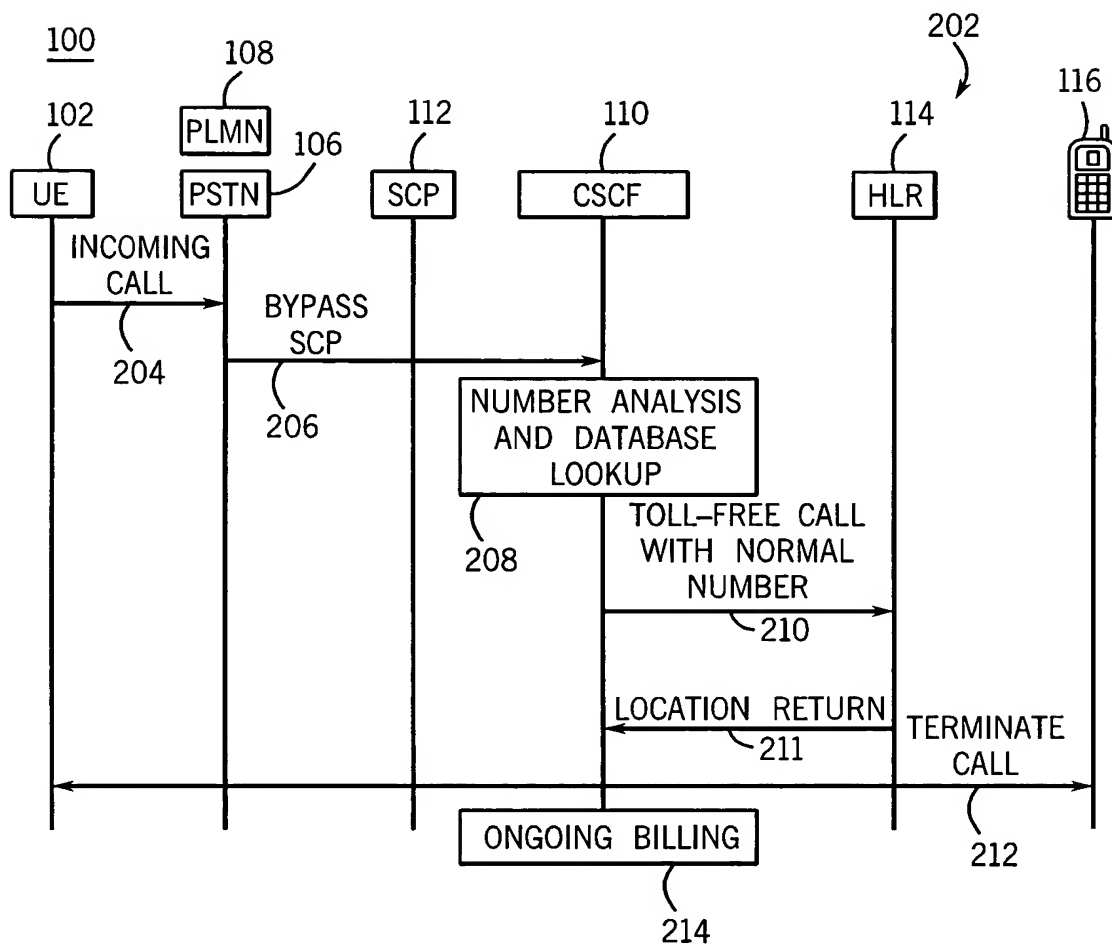 100
202
108
116
102
PLMN
112
110
114
106
UE
PSTN
SCP
CSCF
HLR
INCOMING
CALL
BYPASS
SCP
204
206
NUMBER ANALYSIS
AND DATABASE
LOOKUP
208
TOLL-FREE CALL
WITH NORMAL
NUMBER
210
LOCATION RETURN
211
TERMINATE
CALL
212
ONGOING BILLING
214